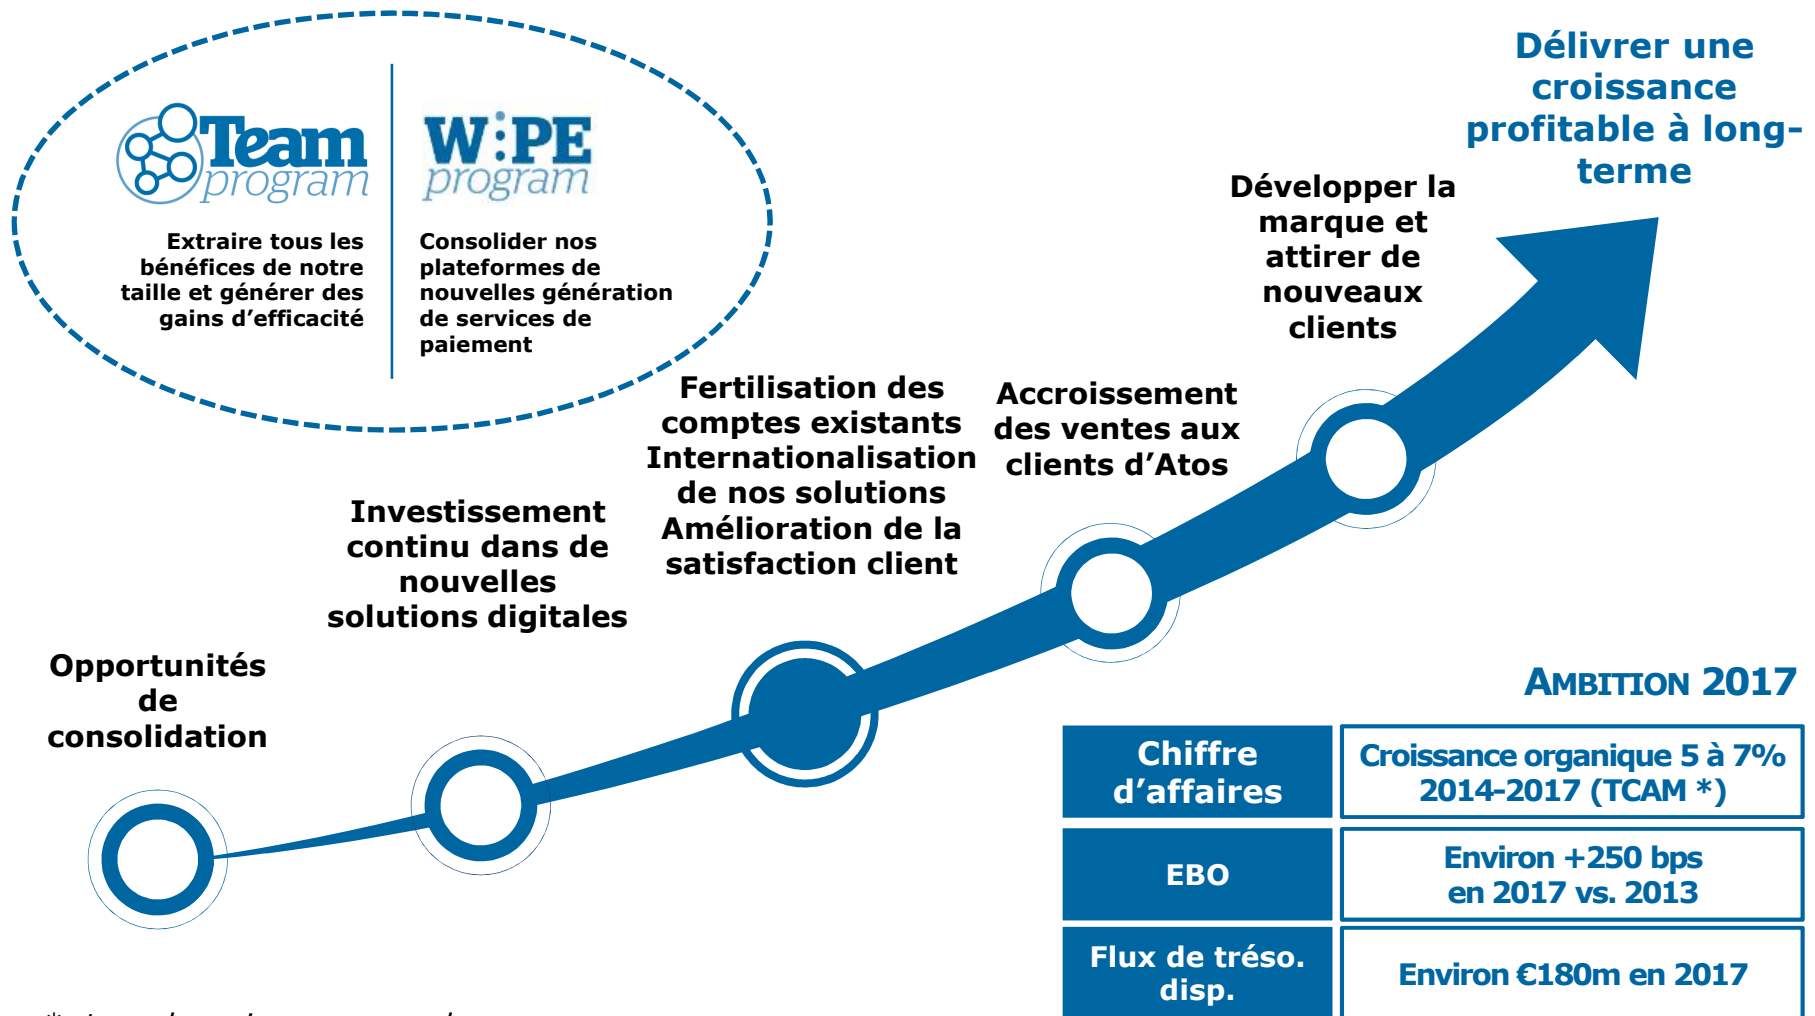 Team
program
Extraire tous les
bénéfices de notre
taille et générer des
gains d’efficacité
W:PE
program
Consolider nos
plateformes de
nouvelles génération
de services de
paiement
Délivrer une
croissance
profitable à long-
terme
Développer la
marque et
attirer de
nouveaux
clients
Accroissement
des ventes aux
clients d’Atos
Fertilisation des
comptes existants
Internationalisation
de nos solutions
Amélioration de la
satisfaction client
Investissement
continu dans de
nouvelles
solutions digitales
Opportunités
de
consolidation
AMBITION 2017
Chiffre
d’affaires
Croissance organique 5 à 7%
2014-2017 (TCAM *)
EBO
Environ +250 bps
en 2017 vs. 2013
Flux de tréso.
disp.
Environ €180m en 2017